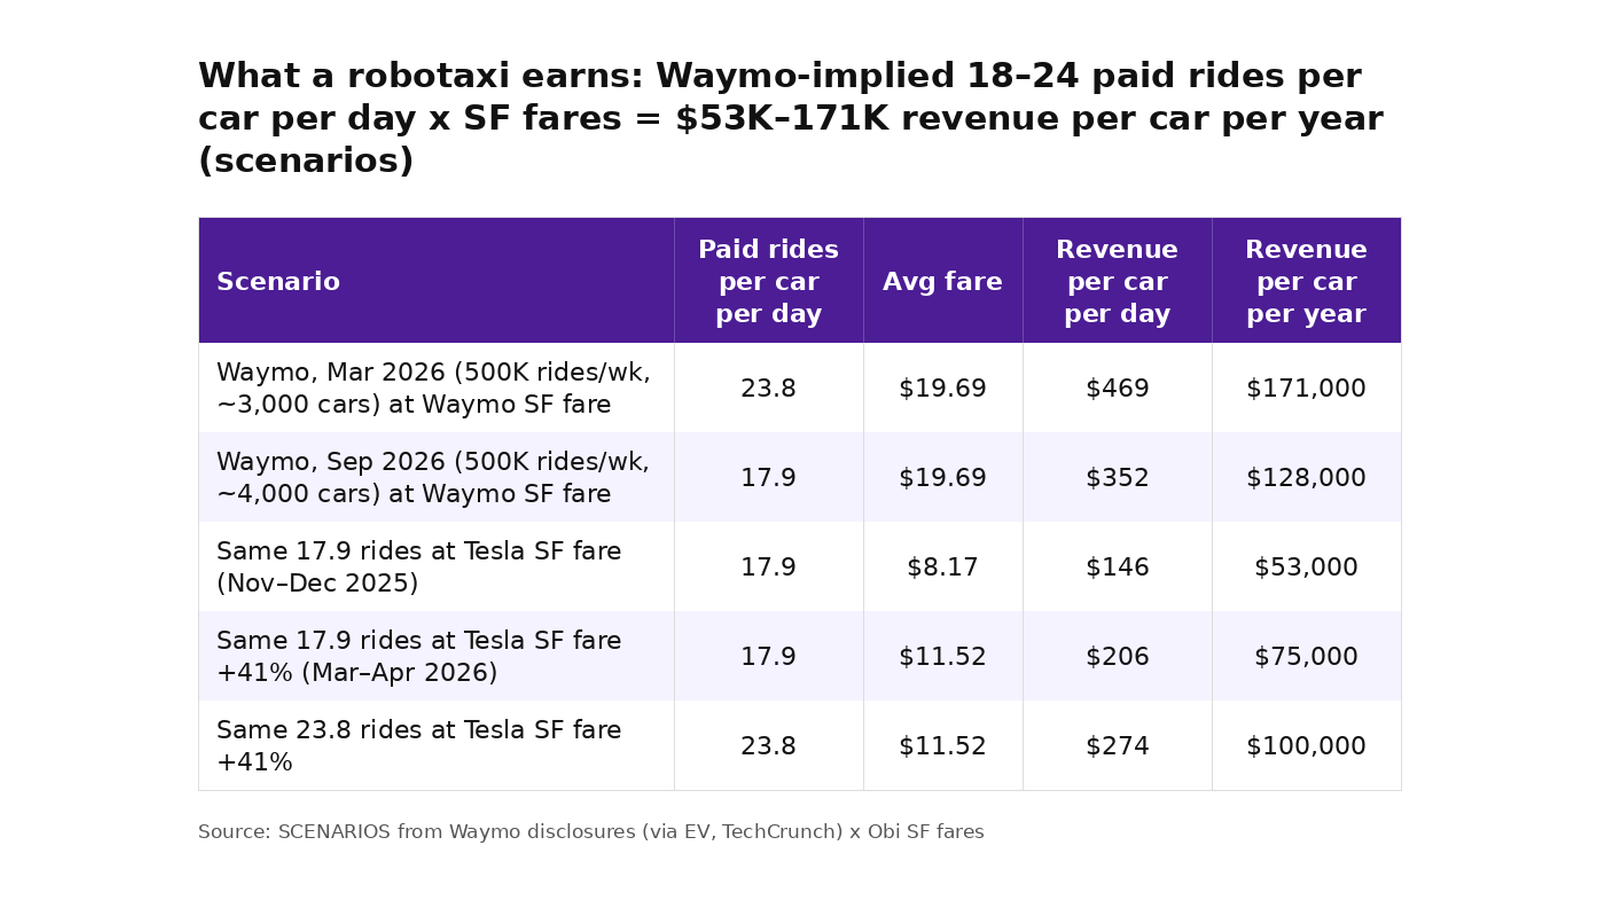 What a robotaxi earns: Waymo-implied 18–24 paid rides per
car per day x SF fares = $53K–171K revenue per car per year
(scenarios)
Scenario
Paid rides
per car
per day
Avg fare
Revenue
per car
per day
Revenue
per car
per year
Waymo, Mar 2026 (500K rides/wk,
~3,000 cars) at Waymo SF fare
23.8
$19.69
$469
$171,000
Waymo, Sep 2026 (500K rides/wk,
~4,000 cars) at Waymo SF fare
17.9
$19.69
$352
$128,000
Same 17.9 rides at Tesla SF fare
(Nov–Dec 2025)
17.9
$8.17
$146
$53,000
Same 17.9 rides at Tesla SF fare
+41% (Mar–Apr 2026)
17.9
$11.52
$206
$75,000
Same 23.8 rides at Tesla SF fare
+41%
23.8
$11.52
$274
$100,000
Source: SCENARIOS from Waymo disclosures (via EV, TechCrunch) x Obi SF fares